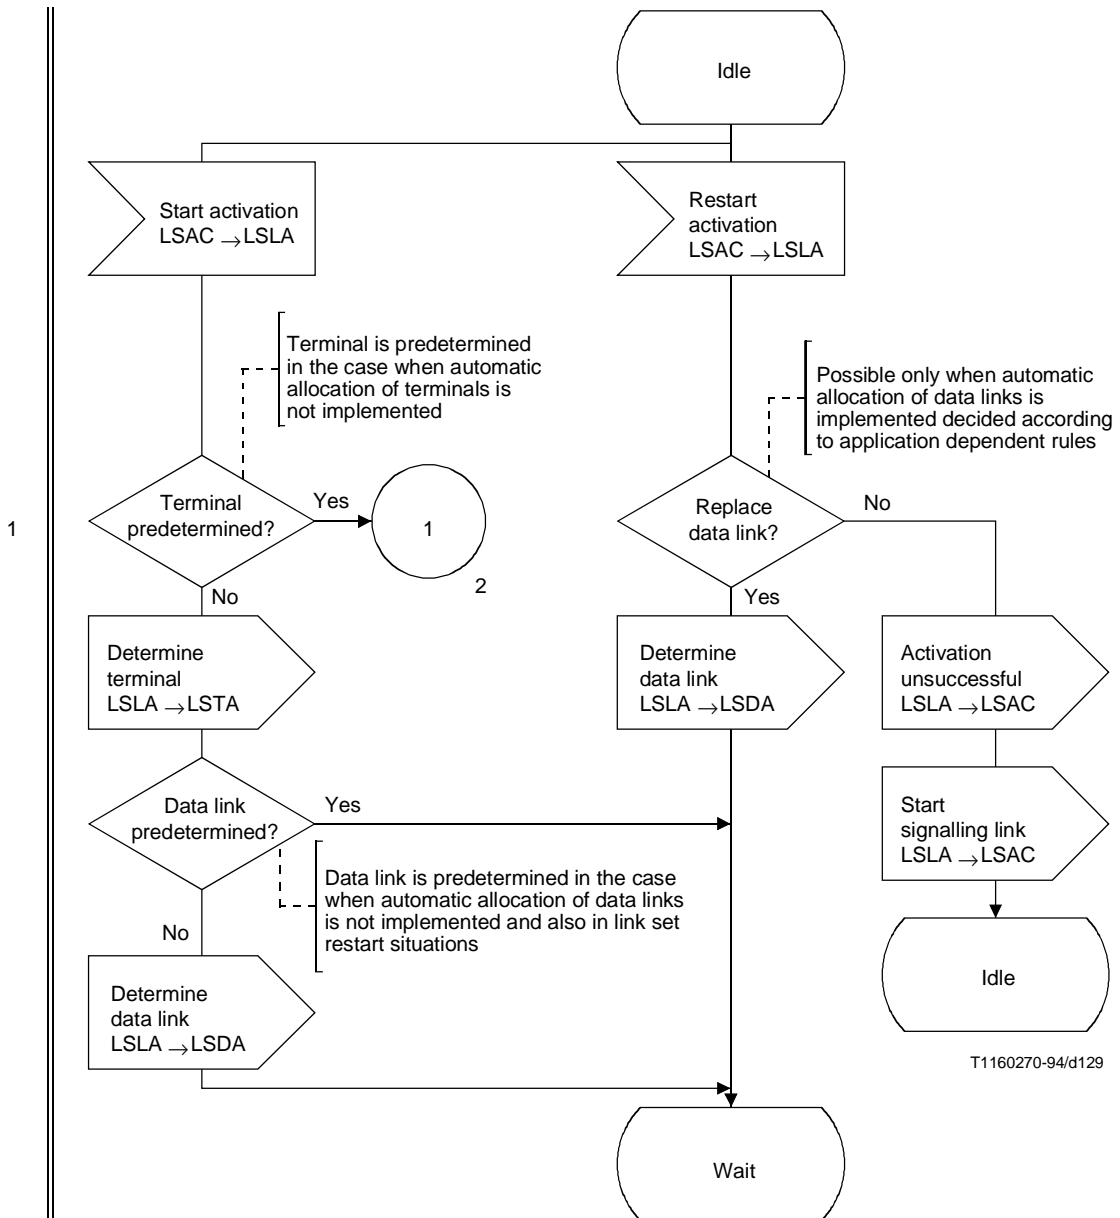 Idle
Start activation
LSAC →LSLA
Restart
activation
LSAC →LSLA
Terminal is predetermined
in the case when automatic
allocation of terminals is
not implemented
Possible only when automatic
allocation of data links is
implemented decided according
to application dependent rules
1
Terminal
predetermined?
Yes
1
2
No
Replace
data link?
No
Yes
Determine
terminal
LSLA →LSTA
Determine
data link
LSLA →LSDA
Activation
unsuccessful
LSLA →LSAC
Data link
predetermined?
Yes
Start
signalling link
LSLA →LSAC
Data link is predetermined in the case
when automatic allocation of data links
is not implemented and also in link set
restart situations
No
Determine
data link
LSLA →LSDA
Idle
T1160270-94/d129
Wait